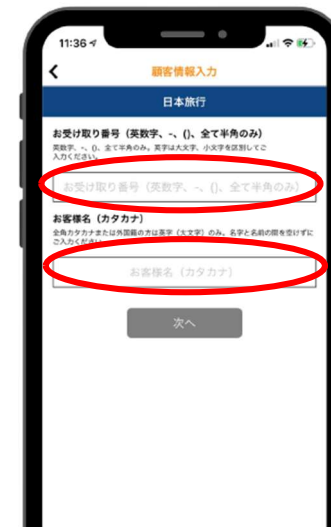 11:36
顧客情報入力
日本旅行
お受け取り番号（英数字、-、()、全て半角のみ）
英数字、-、()、全て半角のみ。英字は大文字、小文字を区別してご
入力ください。
お受け取り番号（英数字、-、()、全て半角のみ）
お客様名（カタカナ）
全角カタカナまたは外国籍の方は英字（大文字）のみ。名字と名前の間を空けずに
ご入力ください。
お客様名（カタカナ）
次へ